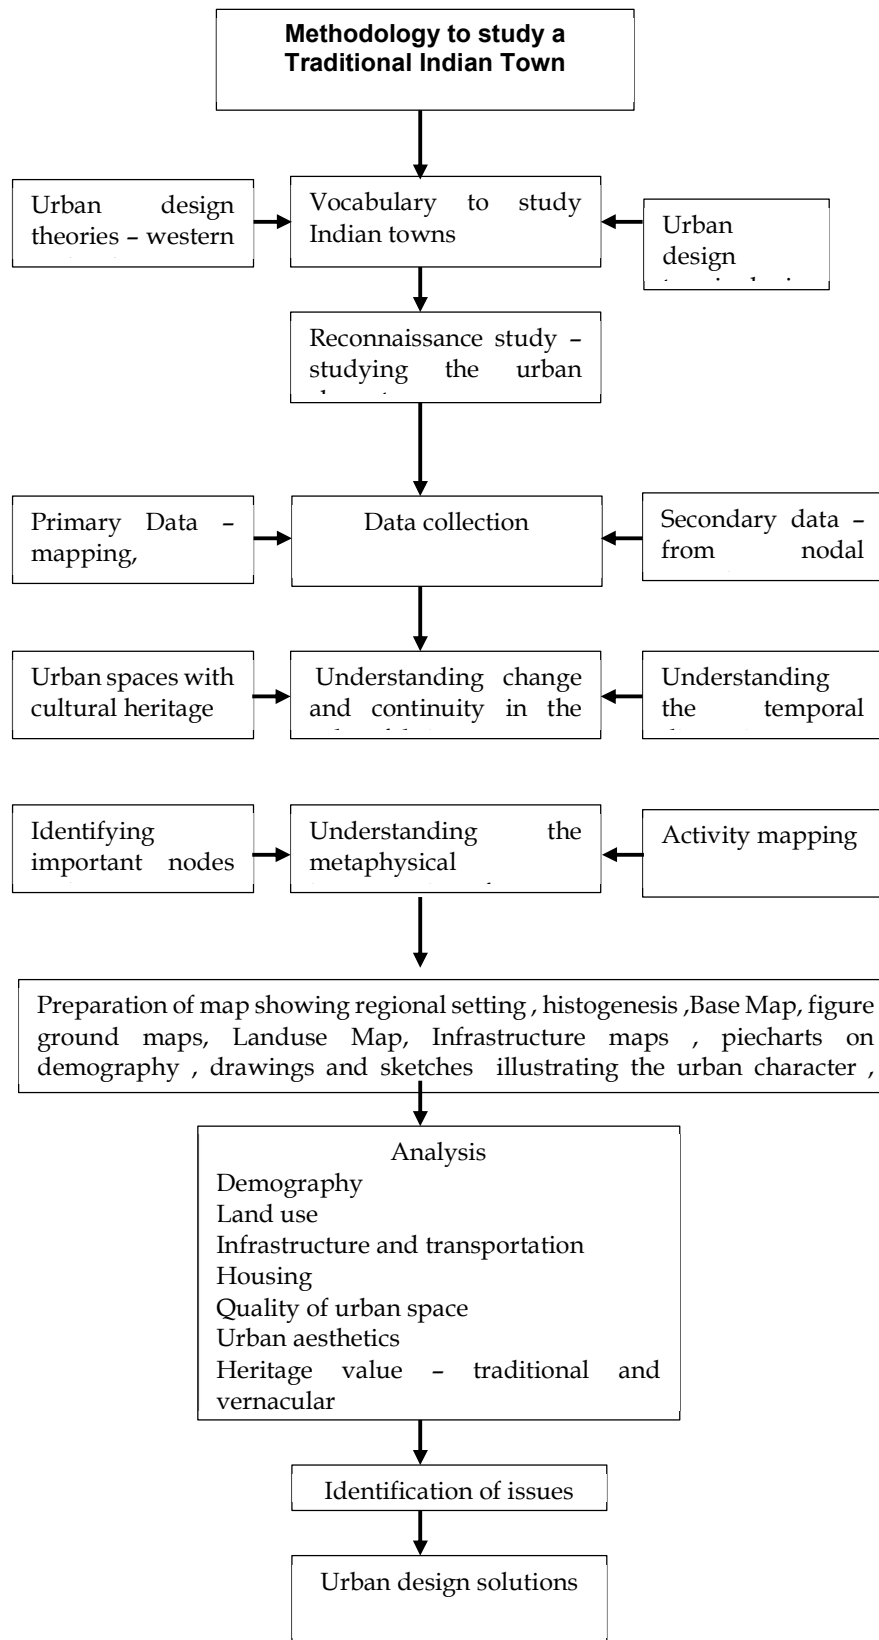 Methodology to study a
Traditional Indian Town
Urban design
theories – western
Vocabulary to study
Indian towns
Urban
design
Reconnaissance study –
studying the urban
Primary Data –
mapping,
Data collection
Secondary data –
from nodal
Urban spaces with
cultural heritage
Understanding change
and continuity in the
Understanding
the temporal
Identifying
important nodes
Understanding the
metaphysical
Activity mapping
Preparation of map showing regional setting , histogenesis ,Base Map, figure
ground maps, Landuse Map, Infrastructure maps , piecharts on
demography , drawings and sketches illustrating the urban character ,
Analysis
Demography
Land use
Infrastructure and transportation
Housing
Quality of urban space
Urban aesthetics
Heritage value – traditional and
vernacular
Identification of issues
Urban design solutions